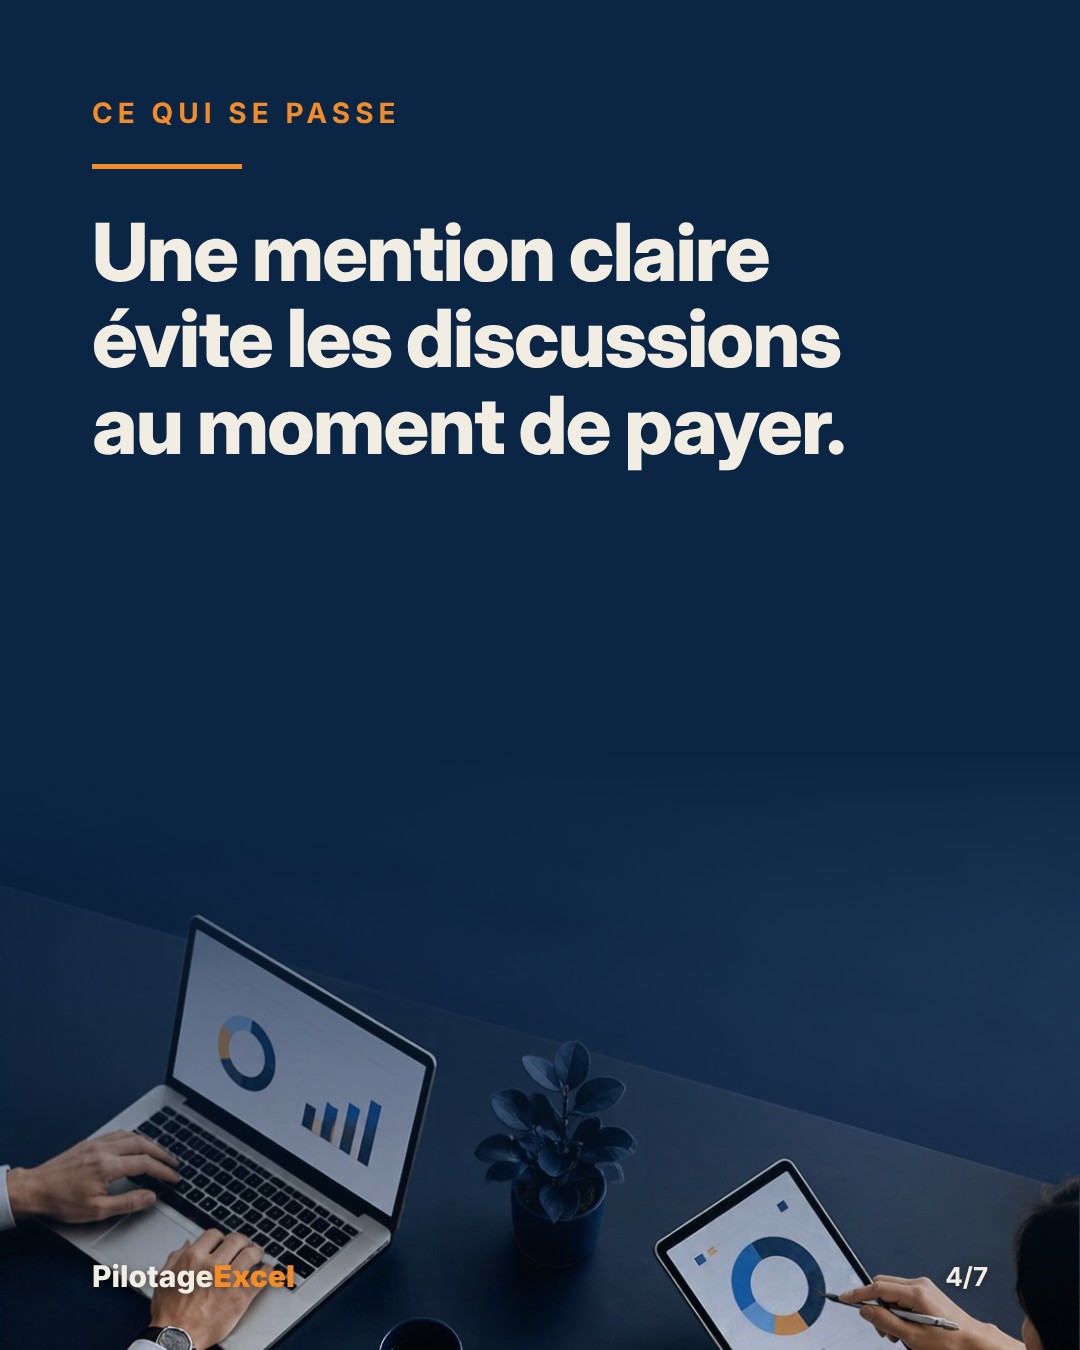 CE QUI SE PASSE
Une mention claire
évite les discussions
au moment de payer.
PilotageExcel
4/7